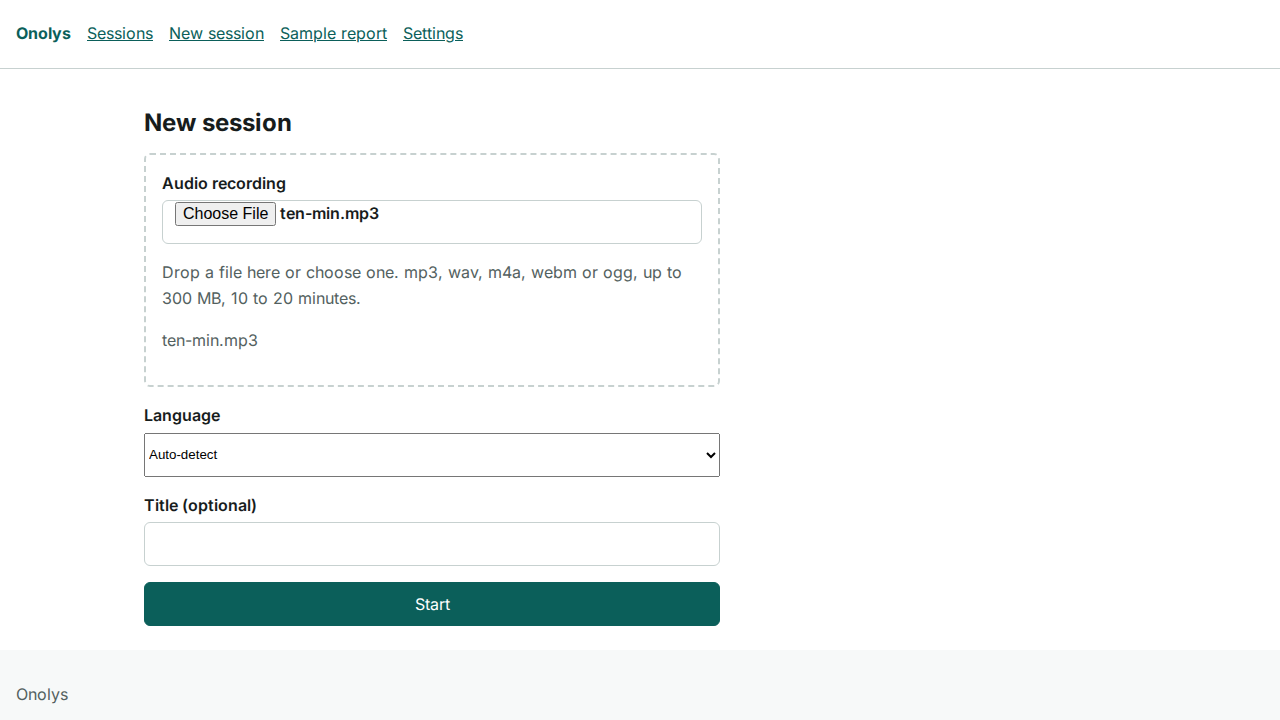 Onolys Sessions New session Sample report Settings
New session
Audio recording
Choose File ten-min.mp3
Drop a file here or choose one. mp3, wav, m4a, webm or ogg, up to
300 MB, 10 to 20 minutes.
ten-min.mp3
Language
Auto-detect
Title (optional)
Start
Onolys